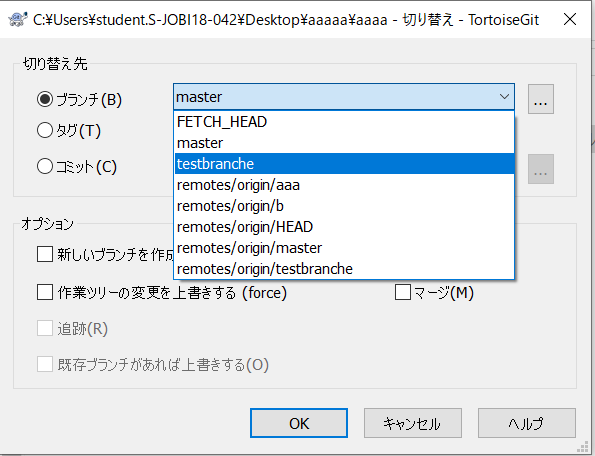 C:¥Users¥student.S-JOBI18-042¥Desktop¥aaaaa¥aaaa - 切り替え - TortoiseGit
切り替え先
ブランチ(B)
master
...
FETCH_HEAD
タグ(T)
master
testbranche
コミット(C)
...
remotes/origin/aaa
remotes/origin/b
オプション
remotes/origin/HEAD
新しいブランチを作成
remotes/origin/master
remotes/origin/testbranche
作業ツリーの変更を上書きする (force)
マージ(M)
追跡(R)
既存ブランチがあれば上書きする(O)
OK
キャンセル
ヘルプ